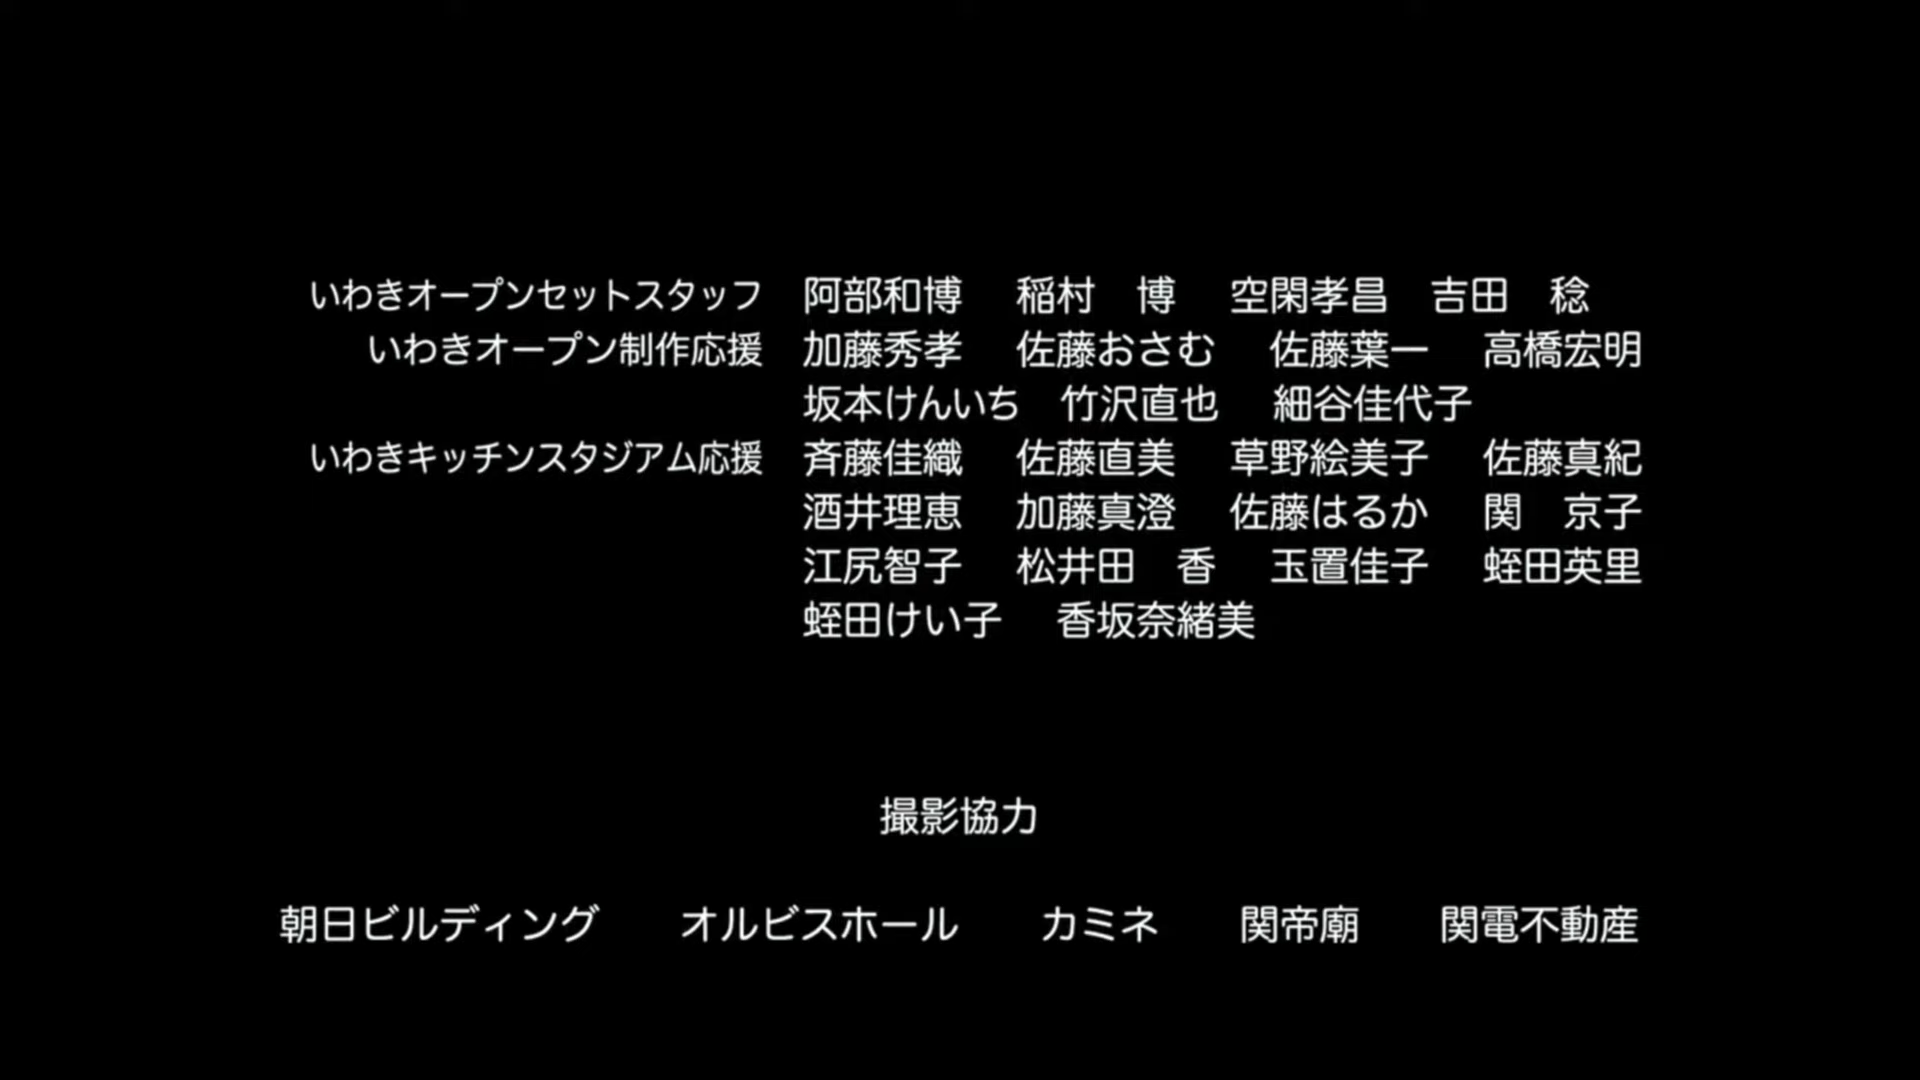 いわきオープンセットスタッフ 阿部和博 稲村 博 空閑孝昌 吉田 稔
いわきオープン制作応援 加藤秀孝 佐藤おさむ 佐藤葉一 高橋宏明
坂本けんいち 竹沢直也 細谷佳代子
いわきキッチンスタジアム応援 斉藤佳織 佐藤直美 草野絵美子 佐藤真紀
酒井理恵 加藤真澄 佐藤はるか 関 京子
江尻智子 松井田 香 玉置佳子 蛭田英里
蛭田けい子 香坂奈緒美
撮影協力
朝日ビルディング オルビスホール カミネ 関帝廟 関電不動産